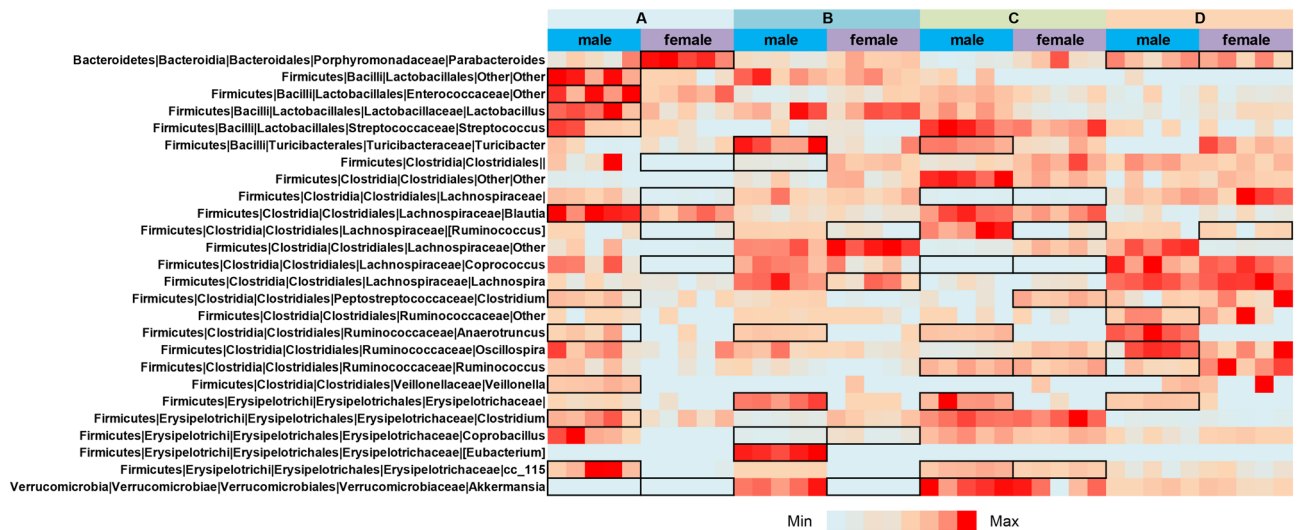 A B C D
male female male female male female male female
Bacteroidetes|Bacteroidia|Bacteroidales|Porphyromonadaceae|Parabacteroides
Firmicutes|Bacilli|Lactobacillales|Other|Other
Firmicutes|Bacilli|Lactobacillales|Enterococcaceae|Other
Firmicutes|Bacilli|Lactobacillales|Lactobacillaceae|Lactobacillus
Firmicutes|Bacilli|Lactobacillales|Streptococcaceae|Streptococcus
Firmicutes|Bacilli|Turicibacterales|Turicibacteraceae|Turicibacter
Firmicutes|Clostridia|Clostridiales||
Firmicutes|Clostridia|Clostridiales|Other|Other
Firmicutes|Clostridia|Clostridiales|Lachnospiraceae|
Firmicutes|Clostridia|Clostridiales|Lachnospiraceae|Blautia
Firmicutes|Clostridia|Clostridiales|Lachnospiraceae|[Ruminococcus]
Firmicutes|Clostridia|Clostridiales|Lachnospiraceae|Other
Firmicutes|Clostridia|Clostridiales|Lachnospiraceae|Coprococcus
Firmicutes|Clostridia|Clostridiales|Lachnospiraceae|Lachnospira
Firmicutes|Clostridia|Clostridiales|Peptostreptococcaceae|Clostridium
Firmicutes|Clostridia|Clostridiales|Ruminococcaceae|Other
Firmicutes|Clostridia|Clostridiales|Ruminococcaceae|Anaerotruncus
Firmicutes|Clostridia|Clostridiales|Ruminococcaceae|Oscillospira
Firmicutes|Clostridia|Clostridiales|Ruminococcaceae|Ruminococcus
Firmicutes|Clostridia|Clostridiales|Veillonellaceae|Veillonella
Firmicutes|Erysipelotrichi|Erysipelotrichales|Erysipelotrichaceae|
Firmicutes|Erysipelotrichi|Erysipelotrichales|Erysipelotrichaceae|Clostridium
Firmicutes|Erysipelotrichi|Erysipelotrichales|Erysipelotrichaceae|Coprobacillus
Firmicutes|Erysipelotrichi|Erysipelotrichales|Erysipelotrichaceae|[Eubacterium]
Firmicutes|Erysipelotrichi|Erysipelotrichales|Erysipelotrichaceae|cc_115
Verrucomicrobia|Verrucomicrobiae|Verrucomicrobiales|Verrucomicrobiaceae|Akkermansia
Min Max